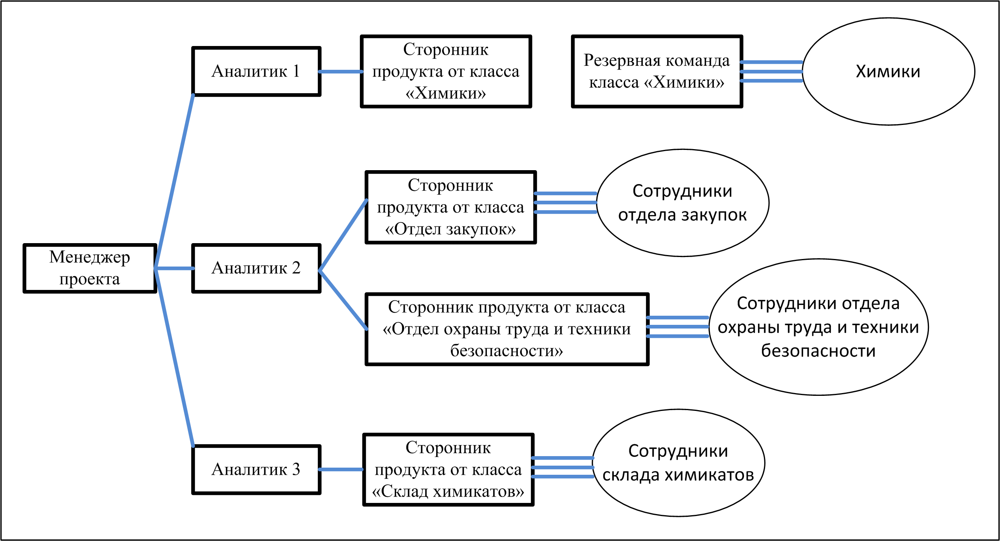 Аналитик 1
Сторонник
продукта от класса
«Химики»
Резервная команда
класса «Химики»
Химики
Менеджер
проекта
Аналитик 2
Сторонник
продукта от класса
«Отдел закупок»
Сотрудники
отдела закупок
Сторонник продукта от класса
«Отдел охраны труда и техники
безопасности»
Сотрудники отдела
охраны труда и техники
безопасности
Аналитик 3
Сторонник
продукта от класса
«Склад химикатов»
Сотрудники
склада химикатов